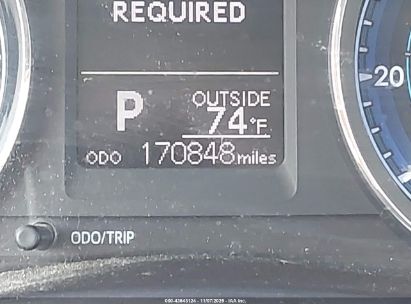 REQUIRED
20
P
OUTSIDE
74°F
ODO 170848 miles
ODO/TRIP